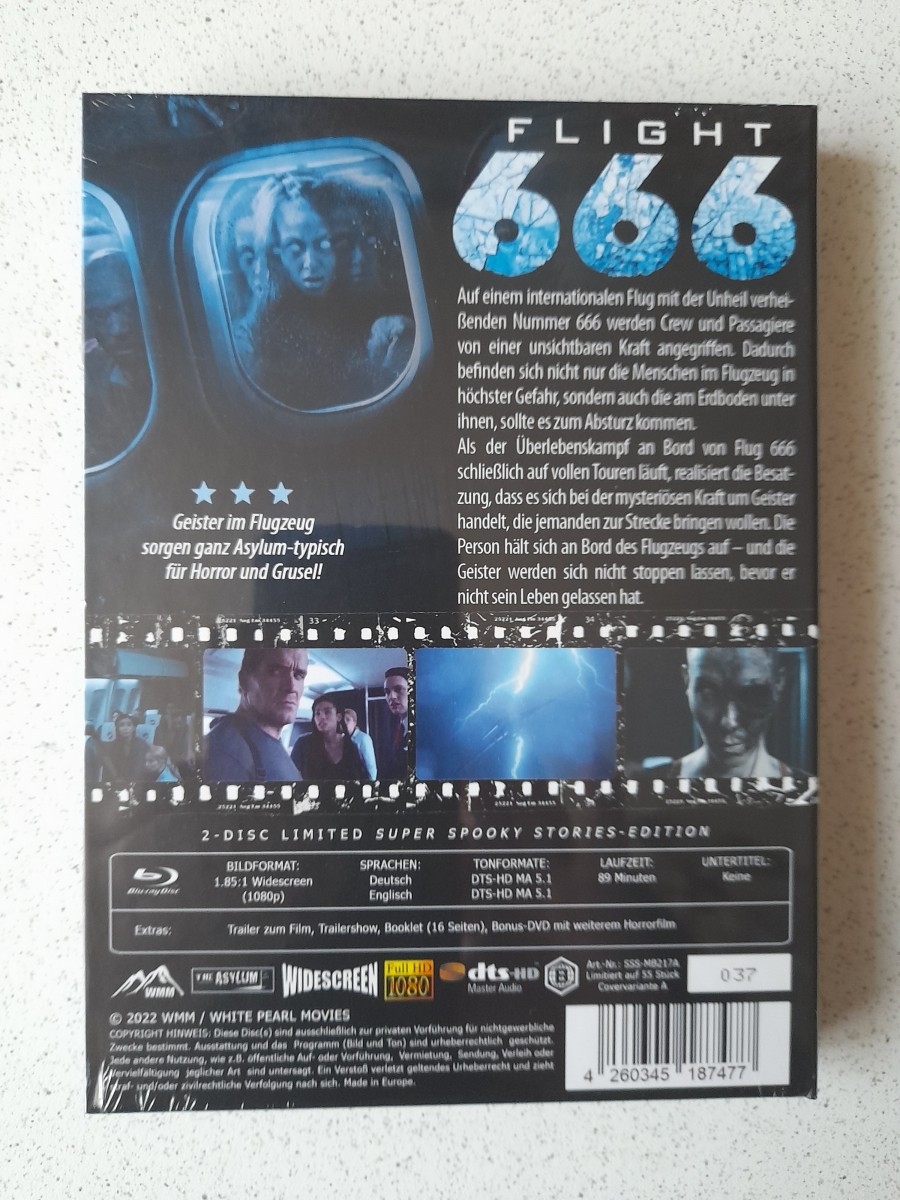 FLIGHT
666
Auf einem internationalen Flug mit der Unheil verhei-
ßenden Nummer 666 werden Crew und Passagiere
von einer unsichtbaren Kraft angegriffen. Dadurch
befinden sich nicht nur die Menschen im Flugzeug in
höchster Gefahr, sondern auch die am Erdboden unter
ihnen, sollte es zum Absturz kommen.
Als der Überlebenskampf an Bord von Flug 666
schließlich auf vollen Touren läuft, realisiert die Besat-
zung, dass es sich bei der mysteriösen Kraft um Geister
handelt, die jemanden zur Strecke bringen wollen. Die
Person hält sich an Bord des Flugzeugs auf – und die
Geister werden sich nicht stoppen lassen, bevor er
nicht sein Leben gelassen hat.
Geister im Flugzeug
sorgen ganz Asylum-typisch
für Horror und Grusel!
33
34
2-DISC LIMITED SUPER SPOOKY STORIES-EDITION
Blu-ray Disc
BILDFORMAT:
1.85:1 Widescreen
(1080p)
SPRACHEN:
Deutsch
Englisch
TONFORMATE:
DTS-HD MA 5.1
DTS-HD MA 5.1
LAUFZEIT:
89 Minuten
UNTERTITEL:
Keine
Extras: Trailer zum Film, Trailershow, Booklet (16 Seiten), Bonus-DVD mit weiterem Horrorfilm
WMM
THE ASYLUM
WIDESCREEN
Full HD
1080
dts-HD
Master Audio
Art.-Nr.: SSS-MB217A
Limitiert auf 55 Stück
Covervariante A
037
© 2022 WMM / WHITE PEARL MOVIES
COPYRIGHT HINWEIS: Diese Disc(s) sind ausschließlich zur privaten Vorführung für nichtgewerbliche
Zwecke bestimmt. Ausstattung und das Programm (Bild und Ton) sind urheberrechtlich geschützt.
Jede andere Nutzung, wie z.B. öffentliche Auf- oder Vorführung, Vermietung, Sendung, Verleih oder
Vervielfältigung jeglicher Art sind untersagt. Ein Verstoß verletzt geltendes Urheberrecht und zieht
straf- und/oder zivilrechtliche Verfolgung nach sich. Made in Europe.
4 260345 187477